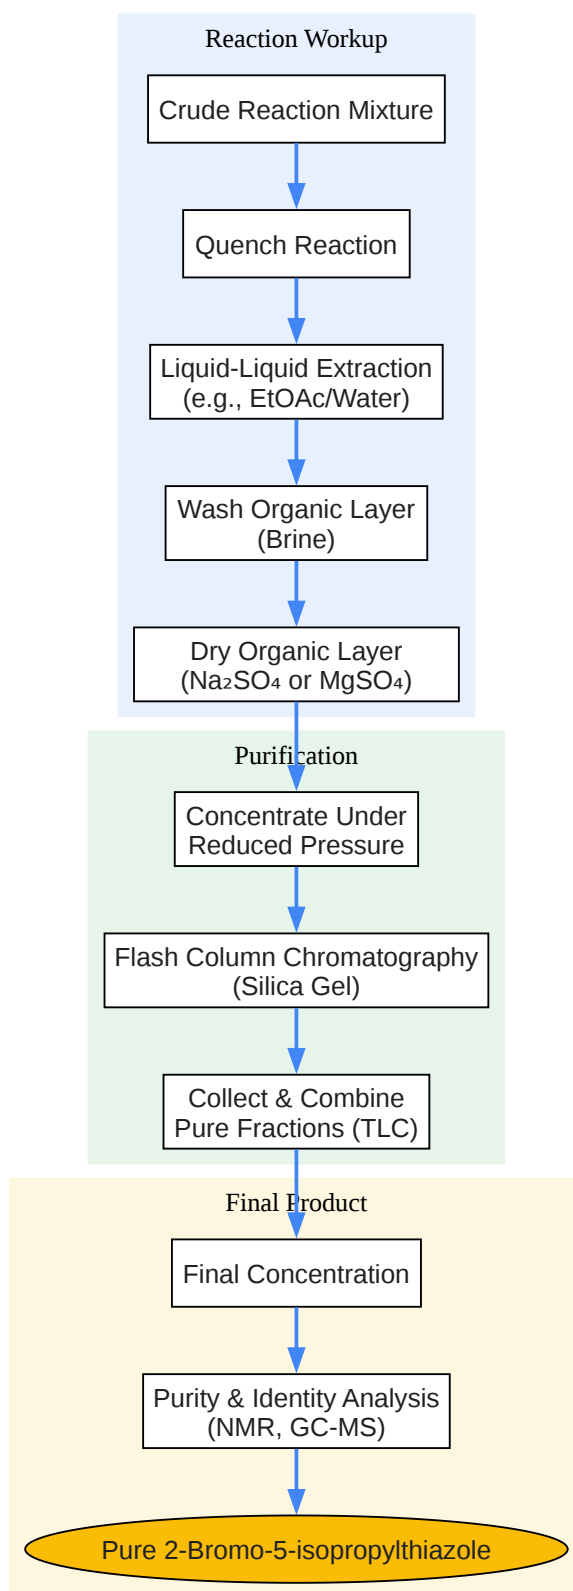 Reaction Workup
Crude Reaction Mixture
Quench Reaction
Liquid-Liquid Extraction
(e.g., EtOAc/Water)
Wash Organic Layer
(Brine)
Dry Organic Layer
(Na₂SO₄ or MgSO₄)
Purification
Concentrate Under
Reduced Pressure
Flash Column Chromatography
(Silica Gel)
Collect & Combine
Pure Fractions (TLC)
Final Product
Final Concentration
Purity & Identity Analysis
(NMR, GC-MS)
Pure 2-Bromo-5-isopropylthiazole